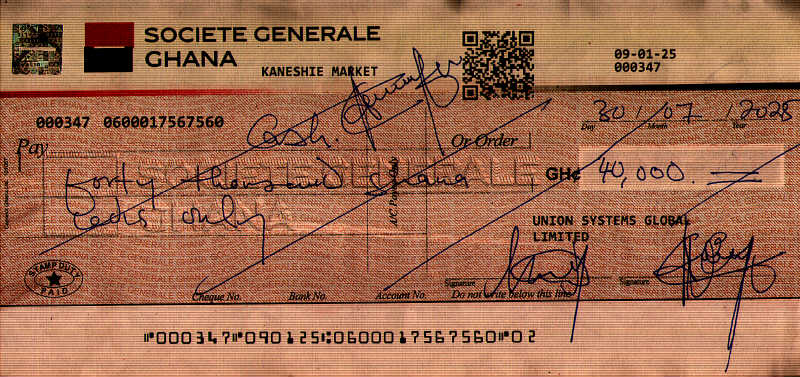 SOCIETE GENERALE
GHANA
KANESHIE MARKET
09-01-25
000347
000347 0600017567560
30 / 07 / 2025
Day Month Year
Cash.
Pay
Or Order
forty thousand Ghana
GH¢ 40,000.
cedis only
A/C Payee Only
UNION SYSTEMS GLOBAL
LIMITED
STAMP DUTY
PAID
Cheque No. Bank No. Account No.
Signature Signature
Do not write below this line
⑈000347⑈090125⑆0600017567560⑈02